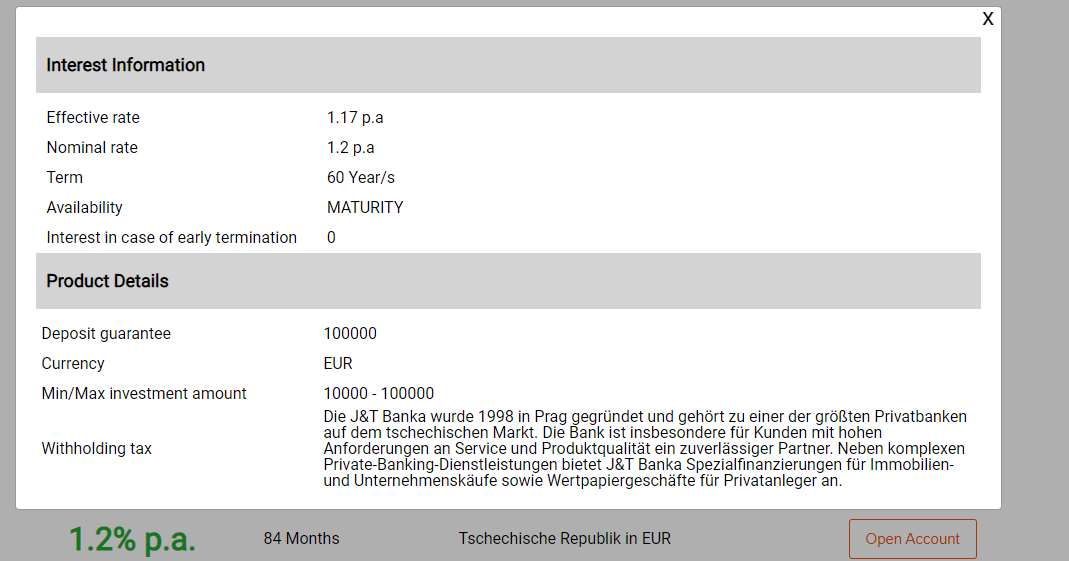 X
Interest Information
Effective rate 1.17 p.a
Nominal rate 1.2 p.a
Term 60 Year/s
Availability MATURITY
Interest in case of early termination 0
Product Details
Deposit guarantee 100000
Currency EUR
Min/Max investment amount 10000 - 100000
Withholding tax
Die J&T Banka wurde 1998 in Prag gegründet und gehört zu einer der größten Privatbanken
auf dem tschechischen Markt. Die Bank ist insbesondere für Kunden mit hohen
Anforderungen an Service und Produktqualität ein zuverlässiger Partner. Neben komplexen
Private-Banking-Dienstleistungen bietet J&T Banka Spezialfinanzierungen für Immobilien-
und Unternehmenskäufe sowie Wertpapiergeschäfte für Privatanleger an.
1.2% p.a. 84 Months Tschechische Republik in EUR Open Account